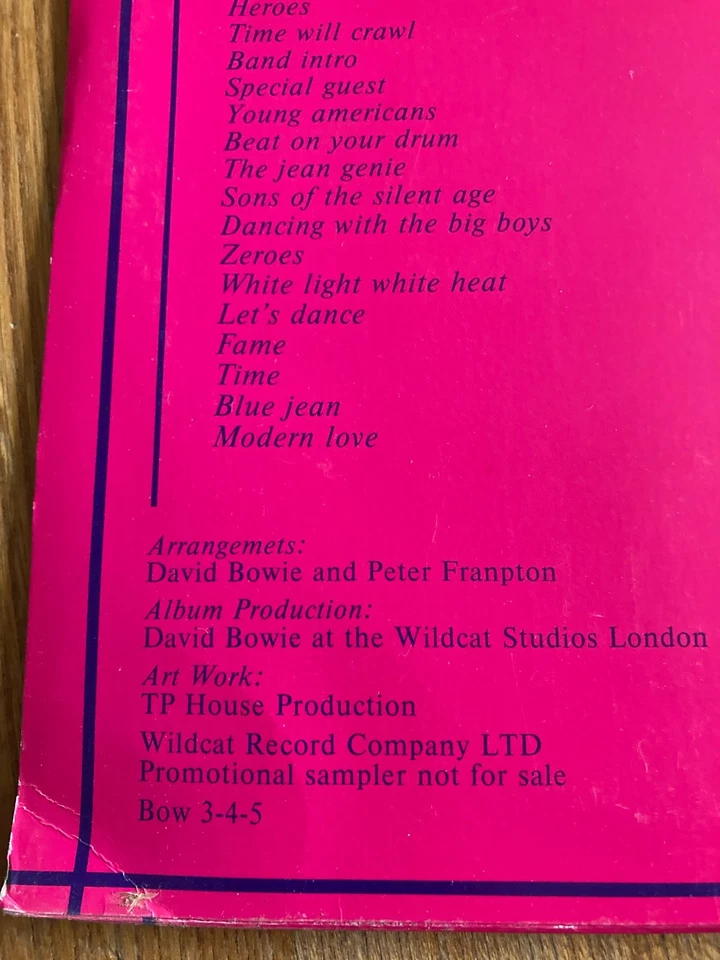 Heroes
Time will crawl
Band intro
Special guest
Young americans
Beat on your drum
The jean genie
Sons of the silent age
Dancing with the big boys
Zeroes
White light white heat
Let's dance
Fame
Time
Blue jean
Modern love
Arrangemets:
David Bowie and Peter Franpton
Album Production:
David Bowie at the Wildcat Studios London
Art Work:
TP House Production
Wildcat Record Company LTD
Promotional sampler not for sale
Bow 3-4-5